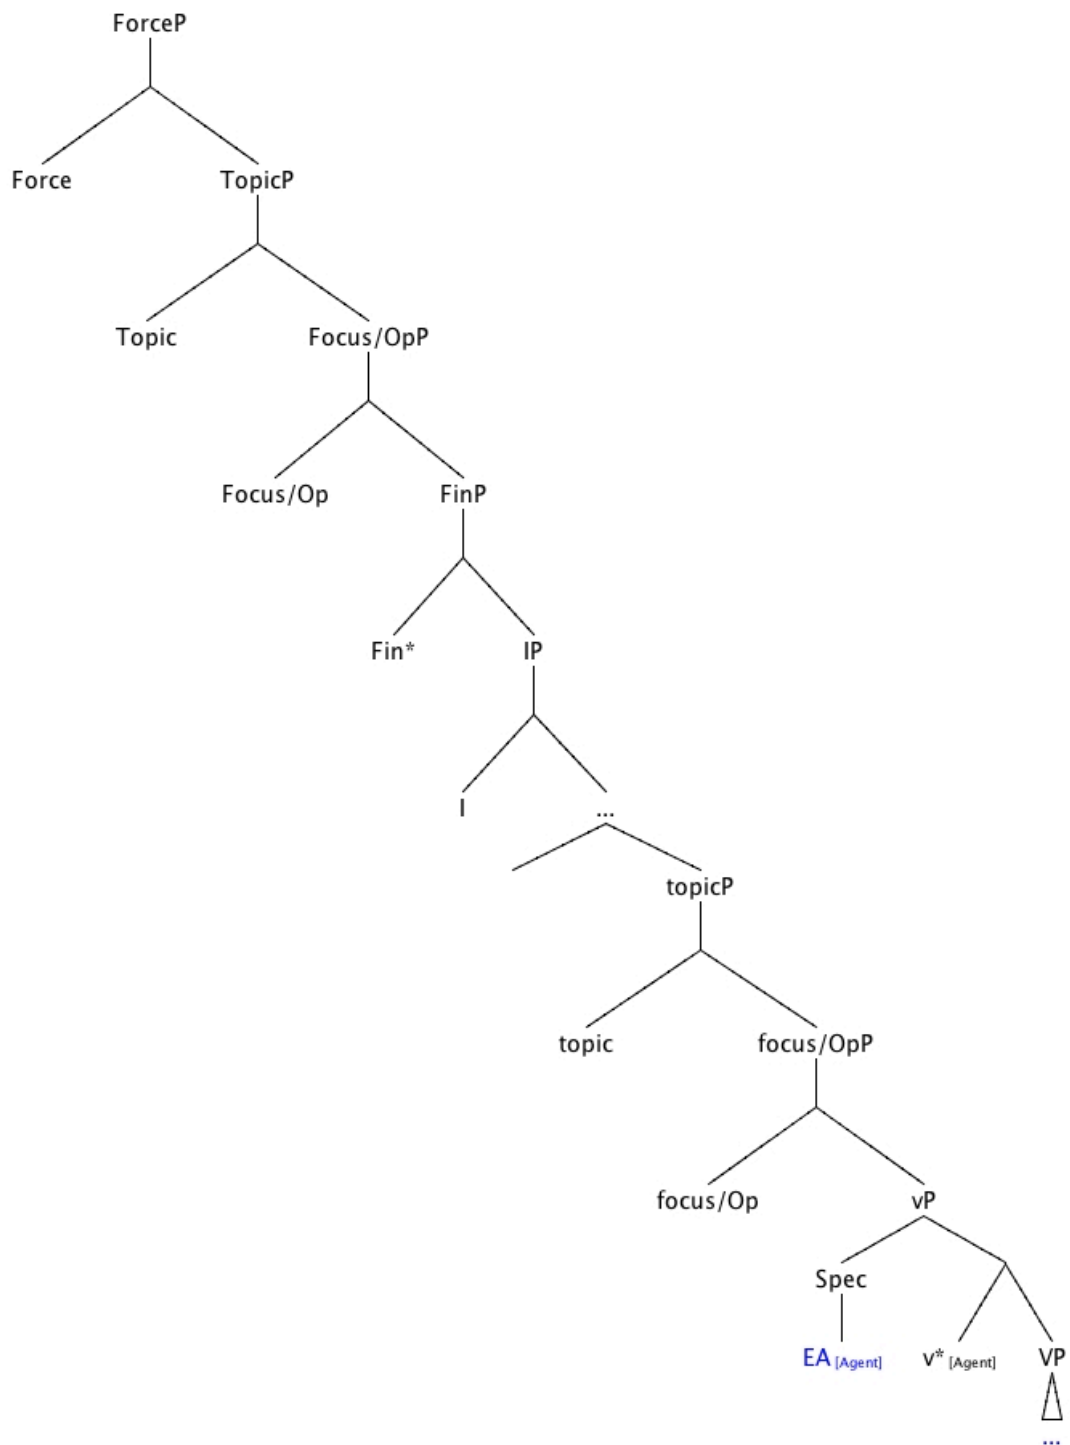 ForceP
Force TopicP
Topic Focus/OpP
Focus/Op FinP
Fin* IP
I ...
topicP
topic focus/OpP
focus/Op vP
Spec
EA [Agent] v* [Agent] VP
...